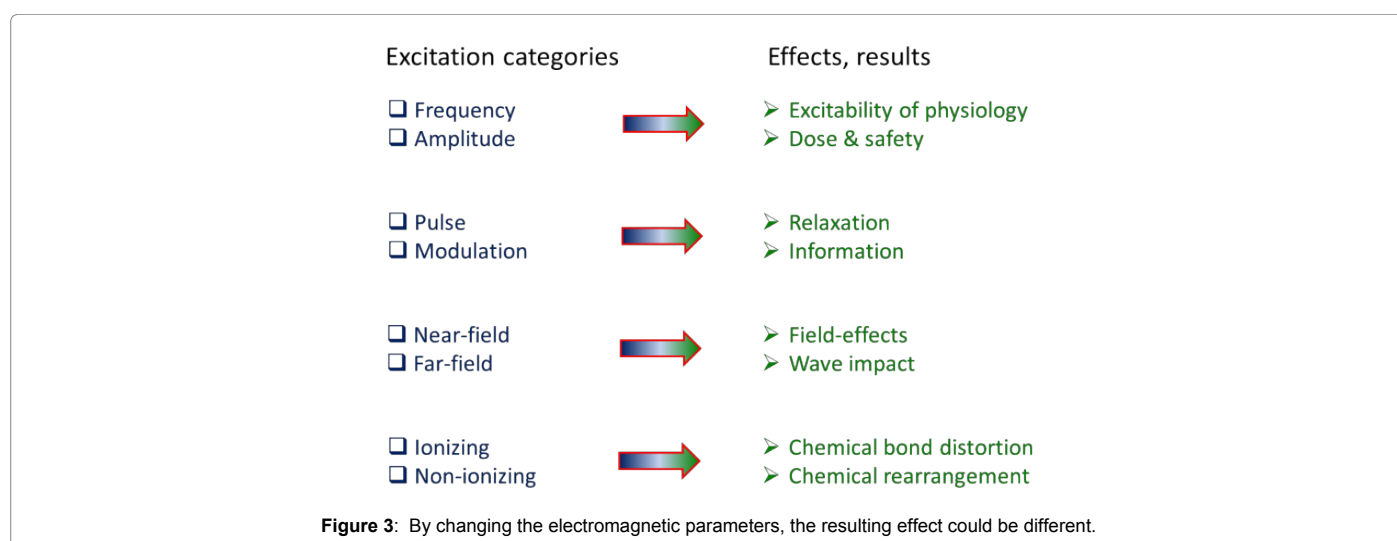 Excitation categories Effects, results
Frequency Excitability of physiology
Amplitude Dose & safety
Pulse Relaxation
Modulation Information
Near-field Field-effects
Far-field Wave impact
Ionizing Chemical bond distortion
Non-ionizing Chemical rearrangement
Figure 3: By changing the electromagnetic parameters, the resulting effect could be different.